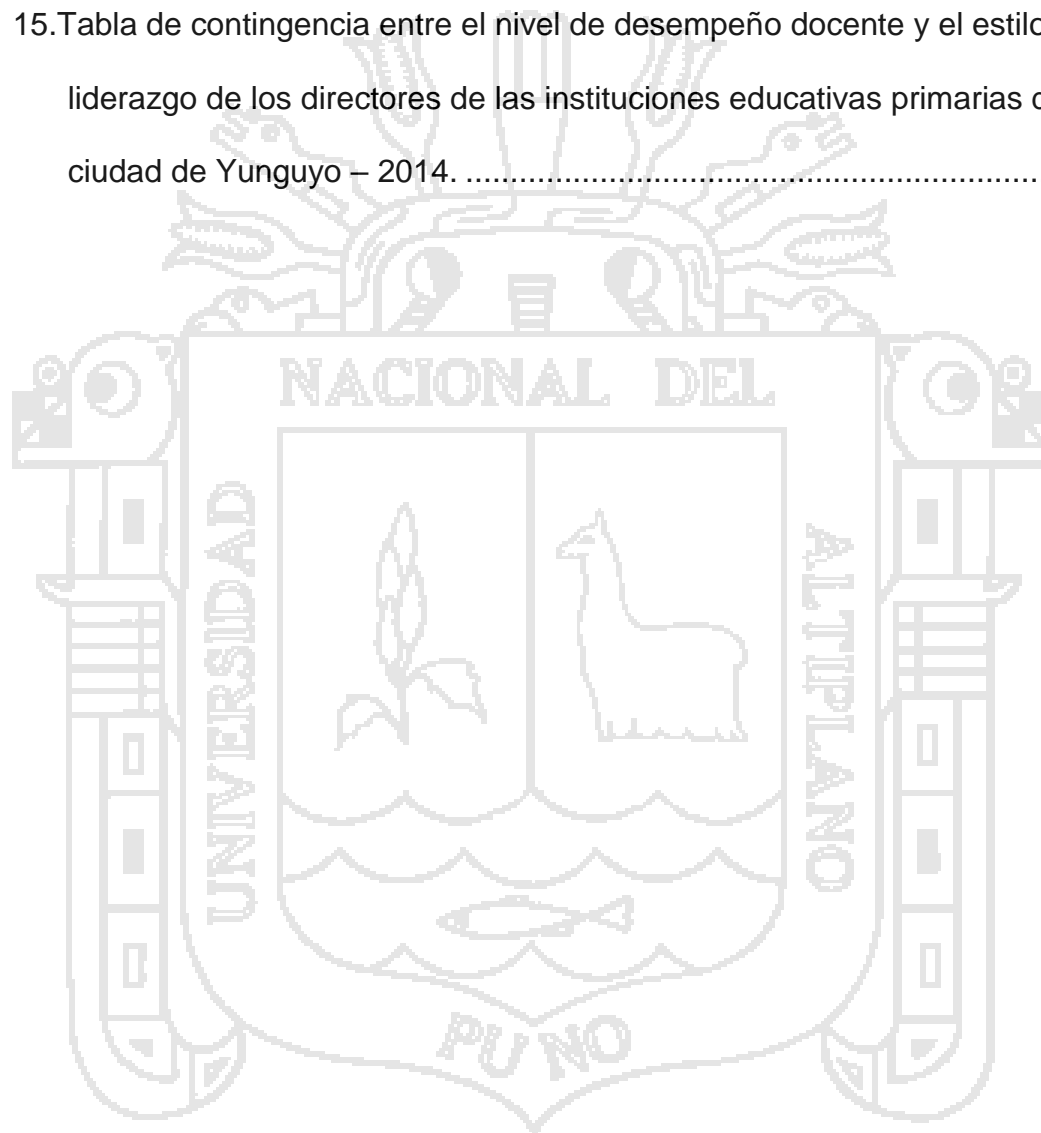 15.Tabla de contingencia entre el nivel de desempeño docente y el estilo
liderazgo de los directores de las instituciones educativas primarias
ciudad de Yunguyo – 2014. ................................................................
NACIONAL DEL
UNIVERSIDAD
ALTIPLANO
PUNO